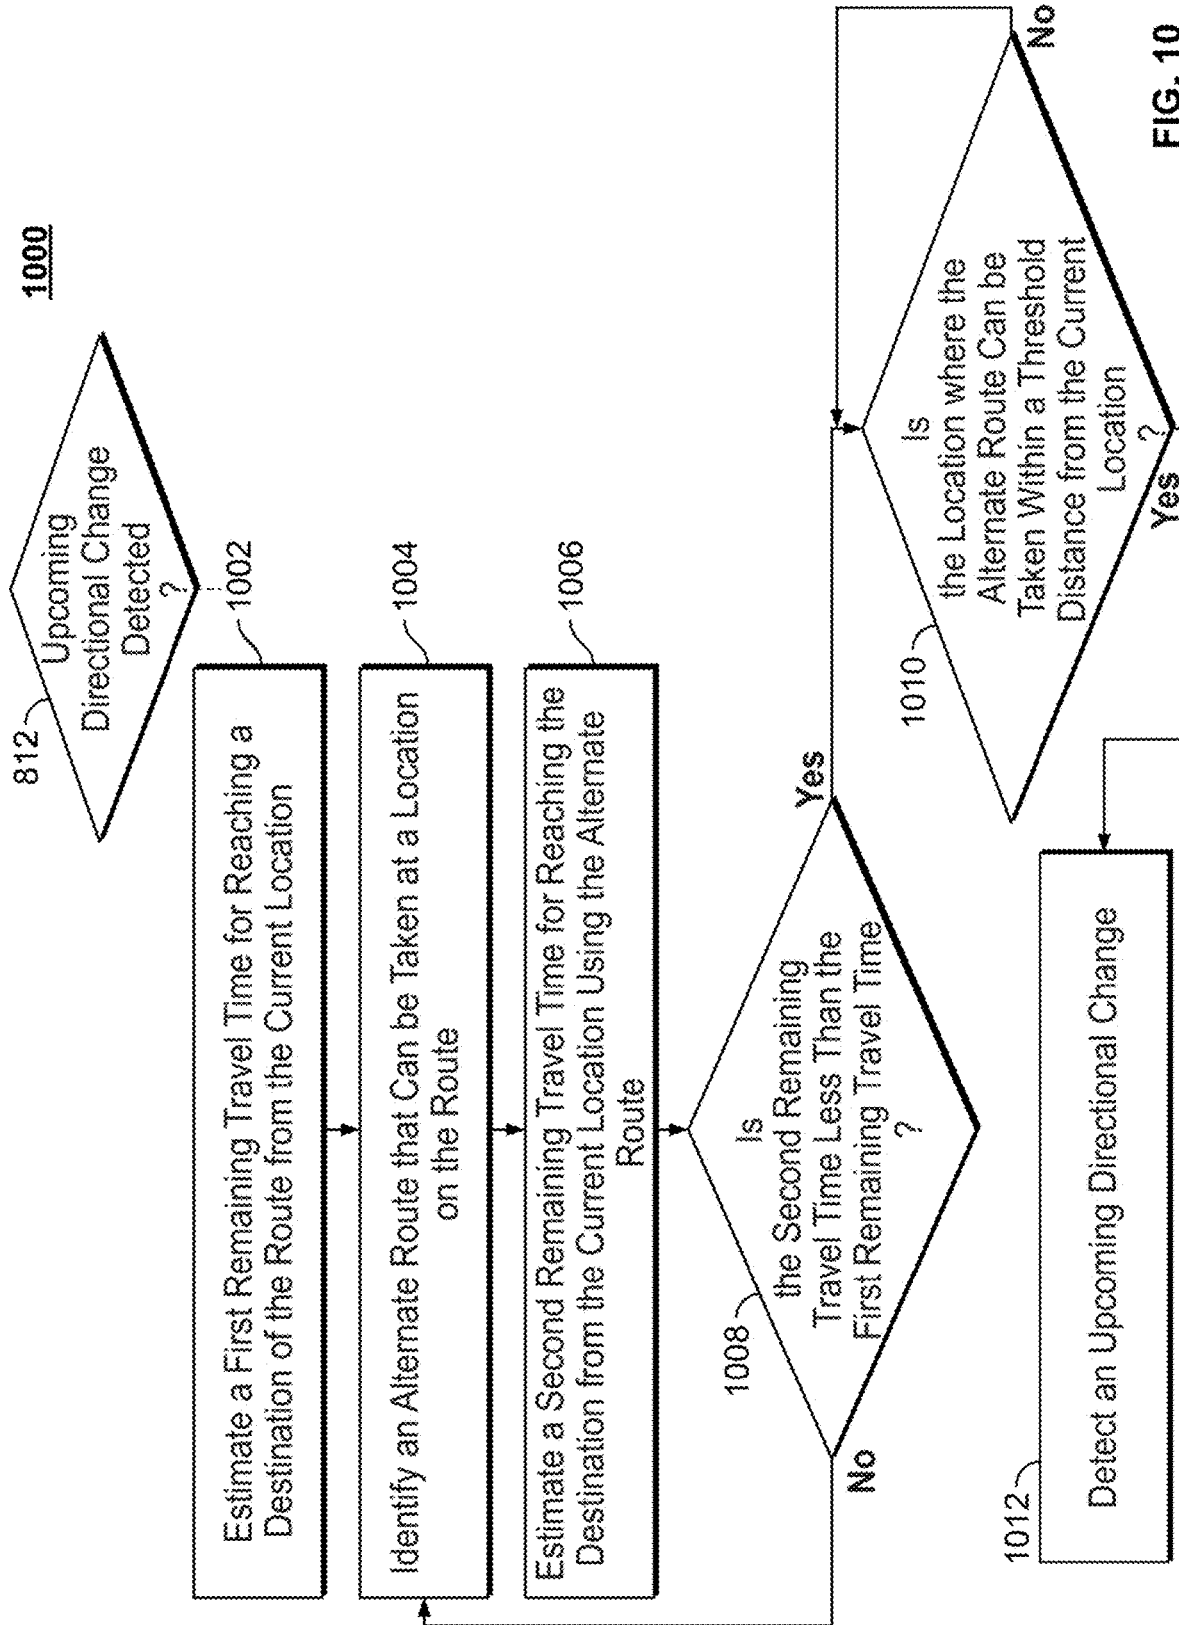 1000
812
Upcoming
Directional Change
Detected
?
1002
Estimate a First Remaining Travel Time for Reaching a
Destination of the Route from the Current Location
1004
Identify an Alternate Route that Can be Taken at a Location
on the Route
1006
Estimate a Second Remaining Travel Time for Reaching the
Destination from the Current Location Using the Alternate
Route
1008
Is
the Second Remaining
Travel Time Less Than the
First Remaining Travel Time
?
No
Yes
1010
Is
the Location where the
Alternate Route Can be
Taken Within a Threshold
Distance from the Current
Location
?
No
Yes
1012
Detect an Upcoming Directional Change
FIG. 10